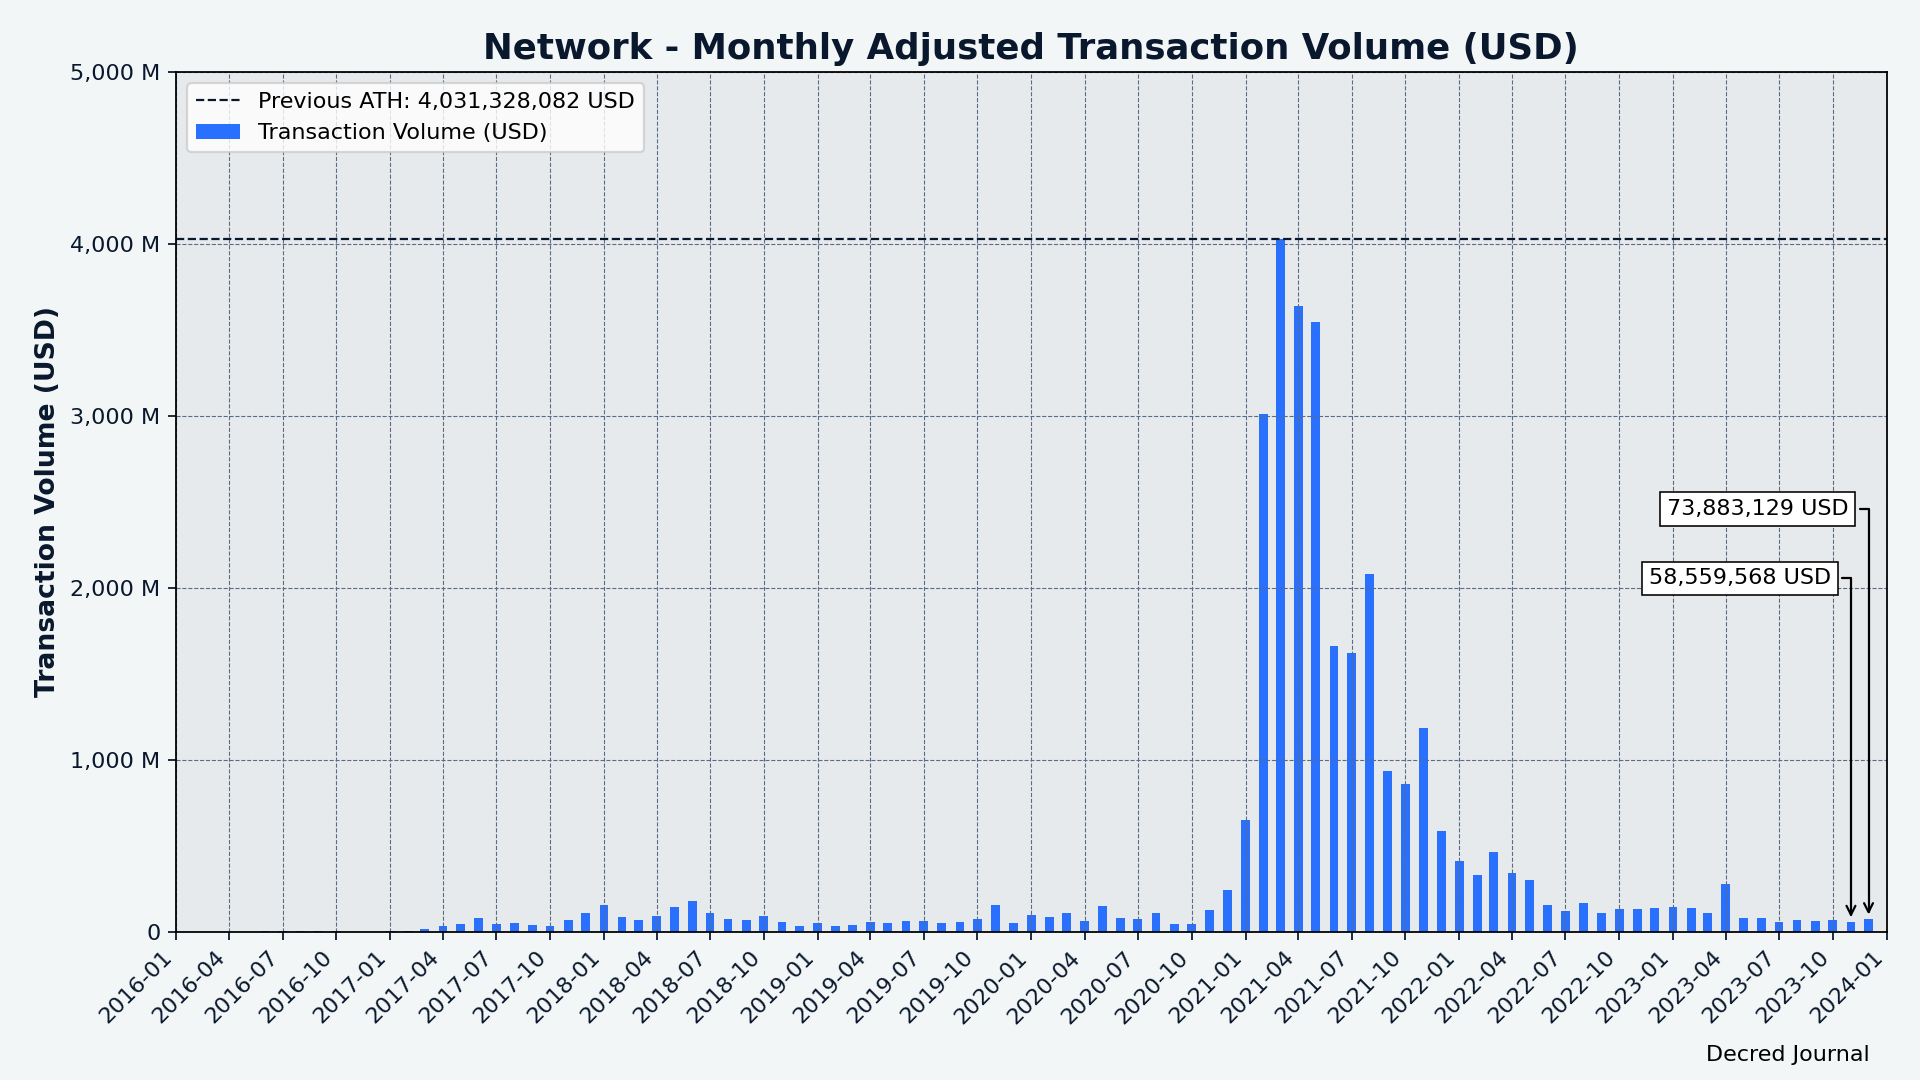 Network - Monthly Adjusted Transaction Volume (USD)
5,000 M
4,000 M
3,000 M
2,000 M
1,000 M
0
Transaction Volume (USD)
Previous ATH: 4,031,328,082 USD
Transaction Volume (USD)
73,883,129 USD
58,559,568 USD
2016-01
2016-04
2016-07
2016-10
2017-01
2017-04
2017-07
2017-10
2018-01
2018-04
2018-07
2018-10
2019-01
2019-04
2019-07
2019-10
2020-01
2020-04
2020-07
2020-10
2021-01
2021-04
2021-07
2021-10
2022-01
2022-04
2022-07
2022-10
2023-01
2023-04
2023-07
2023-10
2024-01
Decred Journal